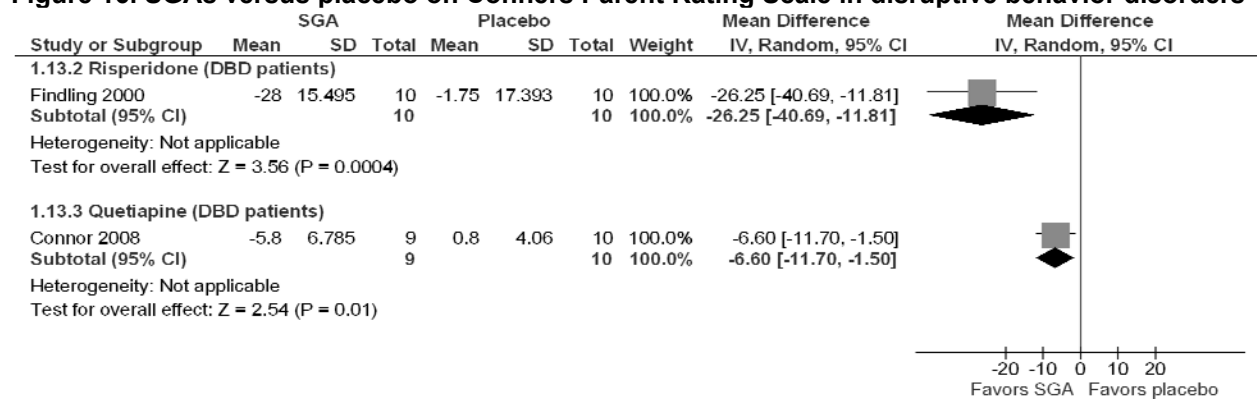 Figure 10. SGAs versus placebo on Conners Parent Rating Scale in disruptive behavior disorders
SGA Placebo Mean Difference Mean Difference
Study or Subgroup Mean SD Total Mean SD Total Weight IV, Random, 95% CI IV, Random, 95% CI
1.13.2 Risperidone (DBD patients)
Findling 2000 -28 15.495 10 -1.75 17.393 10 100.0% -26.25 [-40.69, -11.81]
Subtotal (95% CI) 10 10 100.0% -26.25 [-40.69, -11.81]
Heterogeneity: Not applicable
Test for overall effect: Z = 3.56 (P = 0.0004)
1.13.3 Quetiapine (DBD patients)
Connor 2008 -5.8 6.785 9 0.8 4.06 10 100.0% -6.60 [-11.70, -1.50]
Subtotal (95% CI) 9 10 100.0% -6.60 [-11.70, -1.50]
Heterogeneity: Not applicable
Test for overall effect: Z = 2.54 (P = 0.01)
-20 -10 0 10 20
Favors SGA Favors placebo